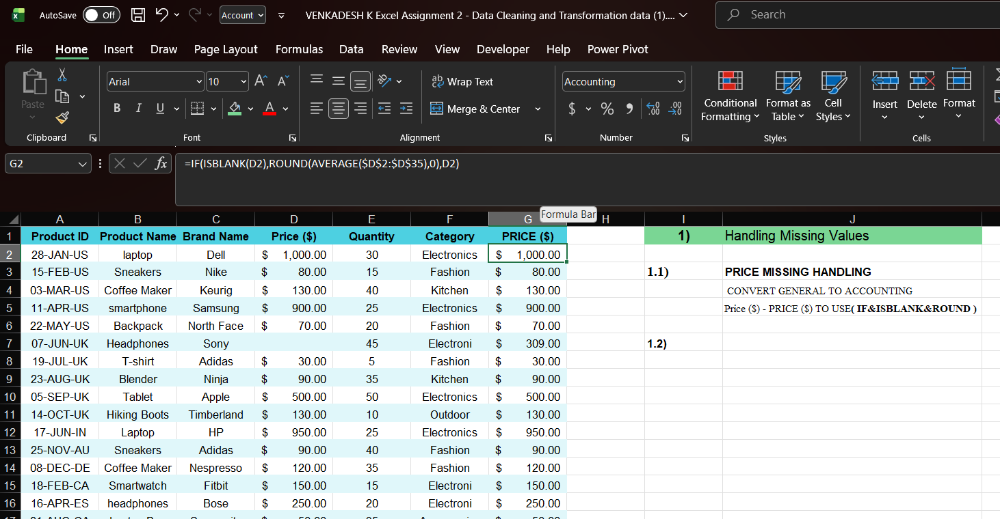 AutoSave Off Account VENKADESH K Excel Assignment 2 - Data Cleaning and Transformation data (1).... Search
File Home Insert Draw Page Layout Formulas Data Review View Developer Help Power Pivot
Arial 10 Wrap Text Accounting
Paste B I U Merge & Center $ % Conditional Formatting Format as Table Cell Styles Insert Delete Format
Clipboard Font Alignment Number Styles Cells
G2 fx =IF(ISBLANK(D2),ROUND(AVERAGE($D$2:$D$35),0),D2)
Formula Bar
A B C D E F G H I J
1 Product ID Product Name Brand Name Price ($) Quantity Category PRICE ($) 1) Handling Missing Values
2 28-JAN-US laptop Dell $ 1,000.00 30 Electronics $ 1,000.00
3 15-FEB-US Sneakers Nike $ 80.00 15 Fashion $ 80.00 1.1) PRICE MISSING HANDLING
4 03-MAR-US Coffee Maker Keurig $ 130.00 40 Kitchen $ 130.00 CONVERT GENERAL TO ACCOUNTING
5 11-APR-US smartphone Samsung $ 900.00 25 Electronics $ 900.00 Price ($) - PRICE ($) TO USE( IF&ISBLANK&ROUND )
6 22-MAY-US Backpack North Face $ 70.00 20 Fashion $ 70.00
7 07-JUN-UK Headphones Sony 45 Electroni $ 309.00 1.2)
8 19-JUL-UK T-shirt Adidas $ 30.00 5 Fashion $ 30.00
9 23-AUG-UK Blender Ninja $ 90.00 35 Kitchen $ 90.00
10 05-SEP-UK Tablet Apple $ 500.00 50 Electronics $ 500.00
11 14-OCT-UK Hiking Boots Timberland $ 130.00 10 Outdoor $ 130.00
12 17-JUN-IN Laptop HP $ 950.00 25 Electronics $ 950.00
13 25-NOV-AU Sneakers Adidas $ 90.00 40 Fashion $ 90.00
14 08-DEC-DE Coffee Maker Nespresso $ 120.00 35 Fashion $ 120.00
15 18-FEB-CA Smartwatch Fitbit $ 150.00 15 Electroni $ 150.00
16 16-APR-ES headphones Bose $ 250.00 20 Electroni $ 250.00